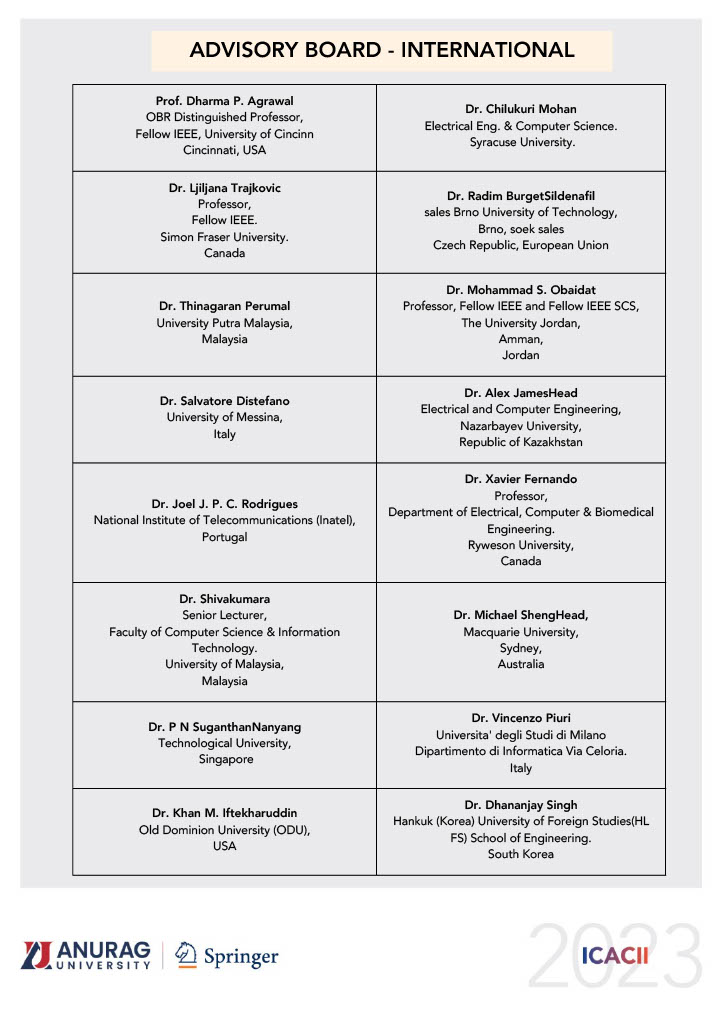 ADVISORY BOARD - INTERNATIONAL
Prof. Dharma P. Agrawal
OBR Distinguished Professor,
Fellow IEEE, University of Cincinn
Cincinnati, USA
Dr. Chilukuri Mohan
Electrical Eng. & Computer Science.
Syracuse University.
Dr. Ljiljana Trajkovic
Professor,
Fellow IEEE.
Simon Fraser University.
Canada
Dr. Radim BurgetSildenafil
sales Brno University of Technology,
Brno, soek sales
Czech Republic, European Union
Dr. Thinagaran Perumal
University Putra Malaysia,
Malaysia
Dr. Mohammad S. Obaidat
Professor, Fellow IEEE and Fellow IEEE SCS,
The University Jordan,
Amman,
Jordan
Dr. Salvatore Distefano
University of Messina,
Italy
Dr. Alex JamesHead
Electrical and Computer Engineering,
Nazarbayev University,
Republic of Kazakhstan
Dr. Joel J. P. C. Rodrigues
National Institute of Telecommunications (Inatel),
Portugal
Dr. Xavier Fernando
Professor,
Department of Electrical, Computer & Biomedical
Engineering.
Ryweson University,
Canada
Dr. Shivakumara
Senior Lecturer,
Faculty of Computer Science & Information
Technology.
University of Malaysia,
Malaysia
Dr. Michael ShengHead,
Macquarie University,
Sydney,
Australia
Dr. P N SuganthanNanyang
Technological University,
Singapore
Dr. Vincenzo Piuri
Universita' degli Studi di Milano
Dipartimento di Informatica Via Celoria.
Italy
Dr. Khan M. Iftekharuddin
Old Dominion University (ODU),
USA
Dr. Dhananjay Singh
Hankuk (Korea) University of Foreign Studies(HL
FS) School of Engineering.
South Korea
ANURAG
UNIVERSITY
Springer
2023
ICACII